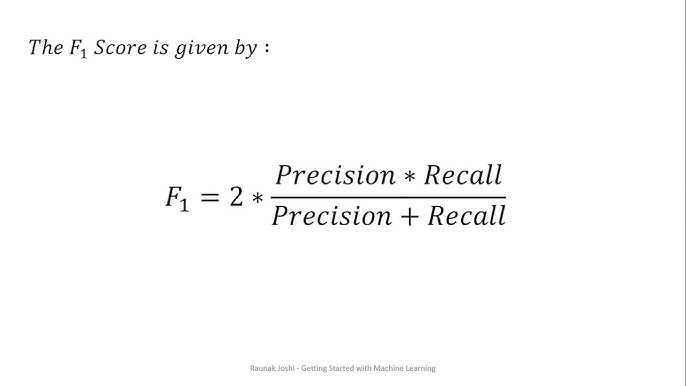 The F₁ Score is given by :
F₁ = 2 * Precision * Recall / Precision + Recall
Raunak Joshi - Getting Started with Machine Learning